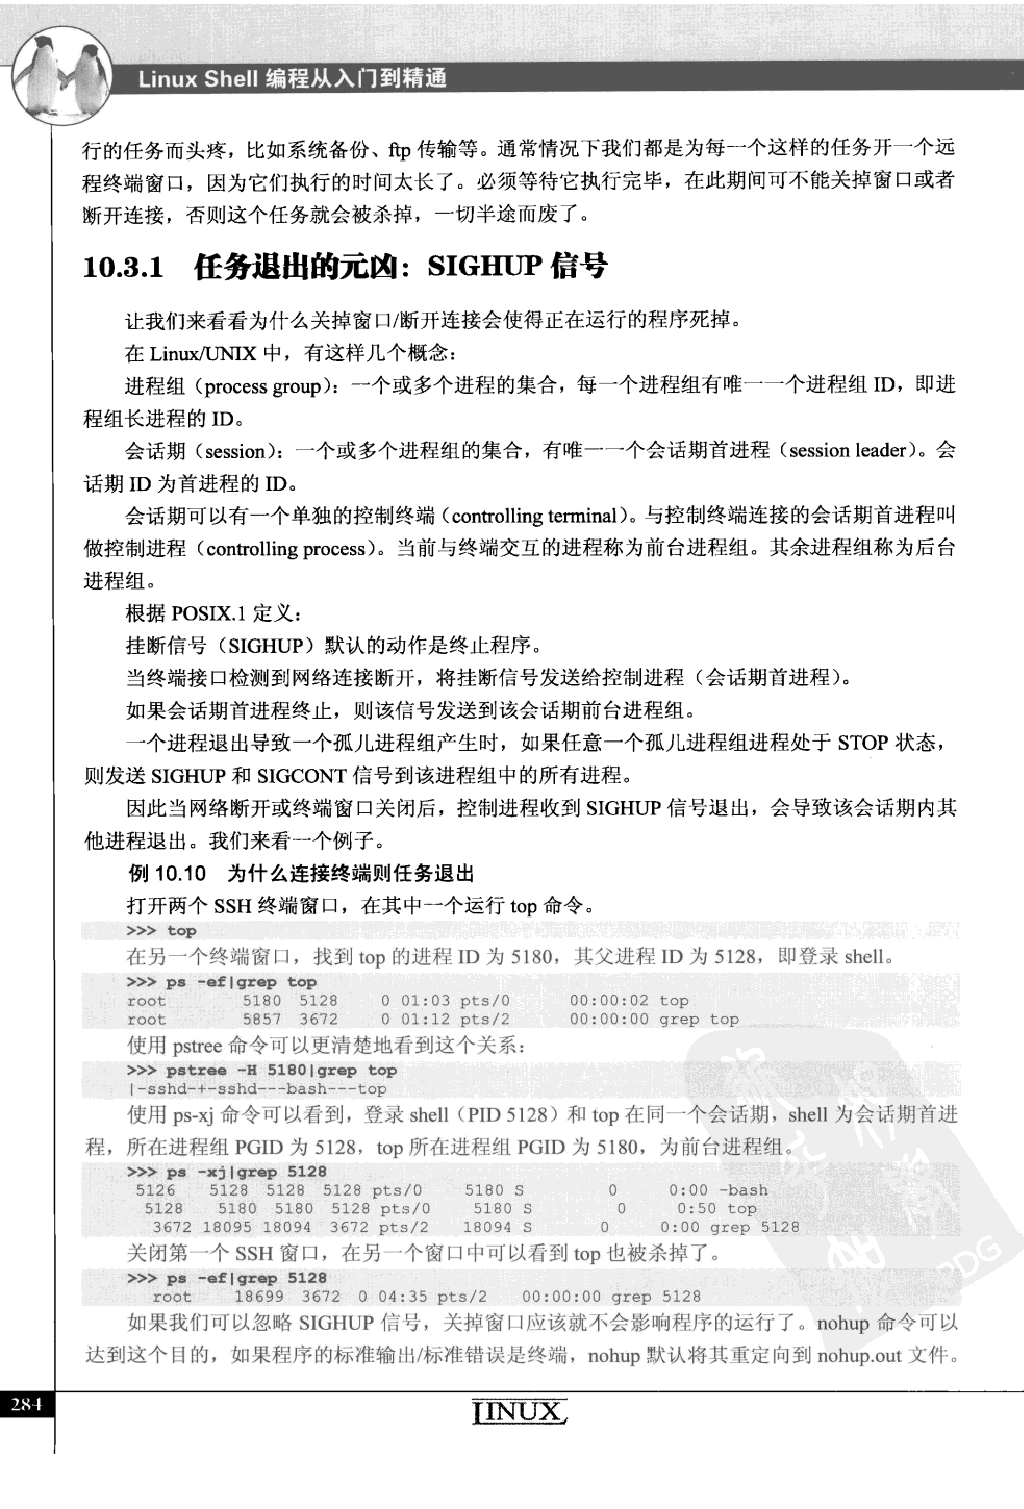 Linux Shell 编程从入门到精通
行的任务而头疼，比如系统备份、ftp 传输等。通常情况下我们都是为每一个这样的任务开一个远
程终端窗口，因为它们执行的时间太长了。必须等待它执行完毕，在此期间可不能关掉窗口或者
断开连接，否则这个任务就会被杀掉，一切半途而废了。
10.3.1 任务退出的元凶：SIGHUP 信号
让我们来看看为什么关掉窗口/断开连接会使得正在运行的程序死掉。
在 Linux/UNIX 中，有这样几个概念：
进程组（process group）：一个或多个进程的集合，每一个进程组有唯一一个进程组 ID，即进
程组长进程的 ID。
会话期（session）：一个或多个进程组的集合，有唯一一个会话期首进程（session leader）。会
话期 ID 为首进程的 ID。
会话期可以有一个单独的控制终端（controlling terminal）。与控制终端连接的会话期首进程叫
做控制进程（controlling process）。当前与终端交互的进程称为前台进程组。其余进程组称为后台
进程组。
根据 POSIX.1 定义：
挂断信号（SIGHUP）默认的动作是终止程序。
当终端接口检测到网络连接断开，将挂断信号发送给控制进程（会话期首进程）。
如果会话期首进程终止，则该信号发送到该会话期前台进程组。
一个进程退出导致一个孤儿进程组产生时，如果任意一个孤儿进程组进程处于 STOP 状态，
则发送 SIGHUP 和 SIGCONT 信号到该进程组中的所有进程。
因此当网络断开或终端窗口关闭后，控制进程收到 SIGHUP 信号退出，会导致该会话期内其
他进程退出。我们来看一个例子。
例 10.10 为什么连接终端则任务退出
打开两个 SSH 终端窗口，在其中一个运行 top 命令。
>>> top
在另一个终端窗口，找到 top 的进程 ID 为 5180，其父进程 ID 为 5128，即登录 shell。
>>> ps -ef|grep top
root 5180 5128 0 01:03 pts/0 00:00:02 top
root 5857 3672 0 01:12 pts/2 00:00:00 grep top
使用 pstree 命令可以更清楚地看到这个关系：
>>> pstree -H 5180|grep top
|-sshd-+-sshd---bash---top
使用 ps-xj 命令可以看到，登录 shell（PID 5128）和 top 在同一个会话期，shell 为会话期首进
程，所在进程组 PGID 为 5128，top 所在进程组 PGID 为 5180，为前台进程组。
>>> ps -xj|grep 5128
5126 5128 5128 5128 pts/0 5180 S 0 0:00 -bash
5128 5180 5180 5128 pts/0 5180 S 0 0:50 top
3672 18095 18094 3672 pts/2 18094 S 0 0:00 grep 5128
关闭第一个 SSH 窗口，在另一个窗口中可以看到 top 也被杀掉了。
>>> ps -ef|grep 5128
root 18699 3672 0 04:35 pts/2 00:00:00 grep 5128
如果我们可以忽略 SIGHUP 信号，关掉窗口应该就不会影响程序的运行了。nohup 命令可以
达到这个目的，如果程序的标准输出/标准错误是终端，nohup 默认将其重定向到 nohup.out 文件。
PDG
284
LINUX